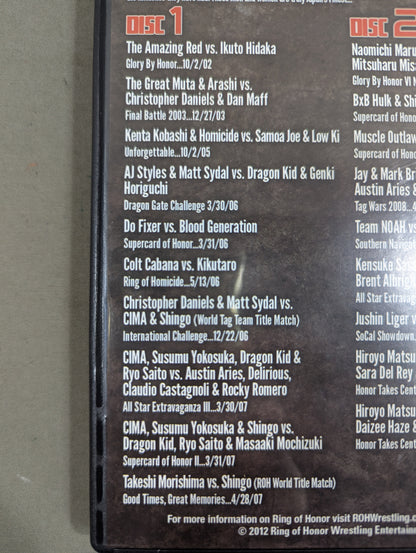 DISC 1
The Amazing Red vs. Ikuto Hidaka
Glory By Honor...10/2/02
The Great Muta & Arashi vs.
Christopher Daniels & Dan Maff
Final Battle 2003...12/27/03
Kenta Kobashi & Homicide vs. Samoa Joe & Low Ki
Unforgettable...10/2/05
AJ Styles & Matt Sydal vs. Dragon Kid & Genki
Horiguchi
Dragon Gate Challenge 3/30/06
Do Fixer vs. Blood Generation
Supercard of Honor...3/31/06
Colt Cabana vs. Kikutaro
Ring of Homicide...5/13/06
Christopher Daniels & Matt Sydal vs.
CIMA & Shingo (World Tag Team Title Match)
International Challenge...12/22/06
CIMA, Susumu Yokosuka, Dragon Kid &
Ryo Saito vs. Austin Aries, Delirious,
Claudio Castagnoli & Rocky Romero
All Star Extravaganza III...3/30/07
CIMA, Susumu Yokosuka & Shingo vs.
Dragon Kid, Ryo Saito & Masaaki Mochizuki
Supercard of Honor II...3/31/07
Takeshi Morishima vs. Shingo (ROH World Title Match)
Good Times, Great Memories...4/28/07
DISC 2
Naomichi Maru
Mitsuharu Misa
Glory By Honor VI N
BxB Hulk & Shi
Supercard of Honor
Muscle Outlaw
Supercard of Honor
Jay & Mark Br
Austin Aries &
Tag Wars 2008...4
Team NOAH vs
Southern Navigat
Kensuke Sas
Brent Albrigh
All Star Extravag
Jushin Liger v
SoCal Showdown
Hiroyo Matsu
Sara Del Rey
Honor Takes Cent
Hiroyo Matsu
Daizee Haze &
Honor Takes Cent
For more information on Ring of Honor visit ROHWrestling.c
© 2012 Ring of Honor Wrestling Entertain